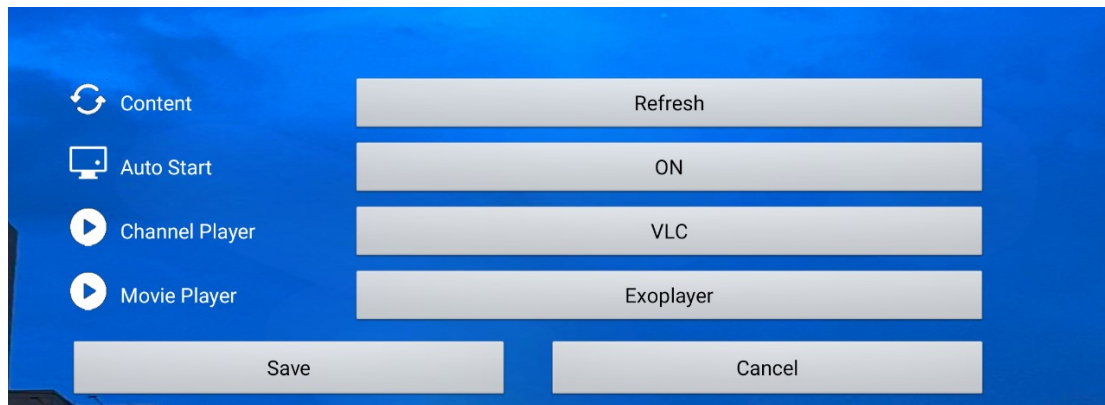 Content Refresh
Auto Start ON
Channel Player VLC
Movie Player Exoplayer
Save Cancel